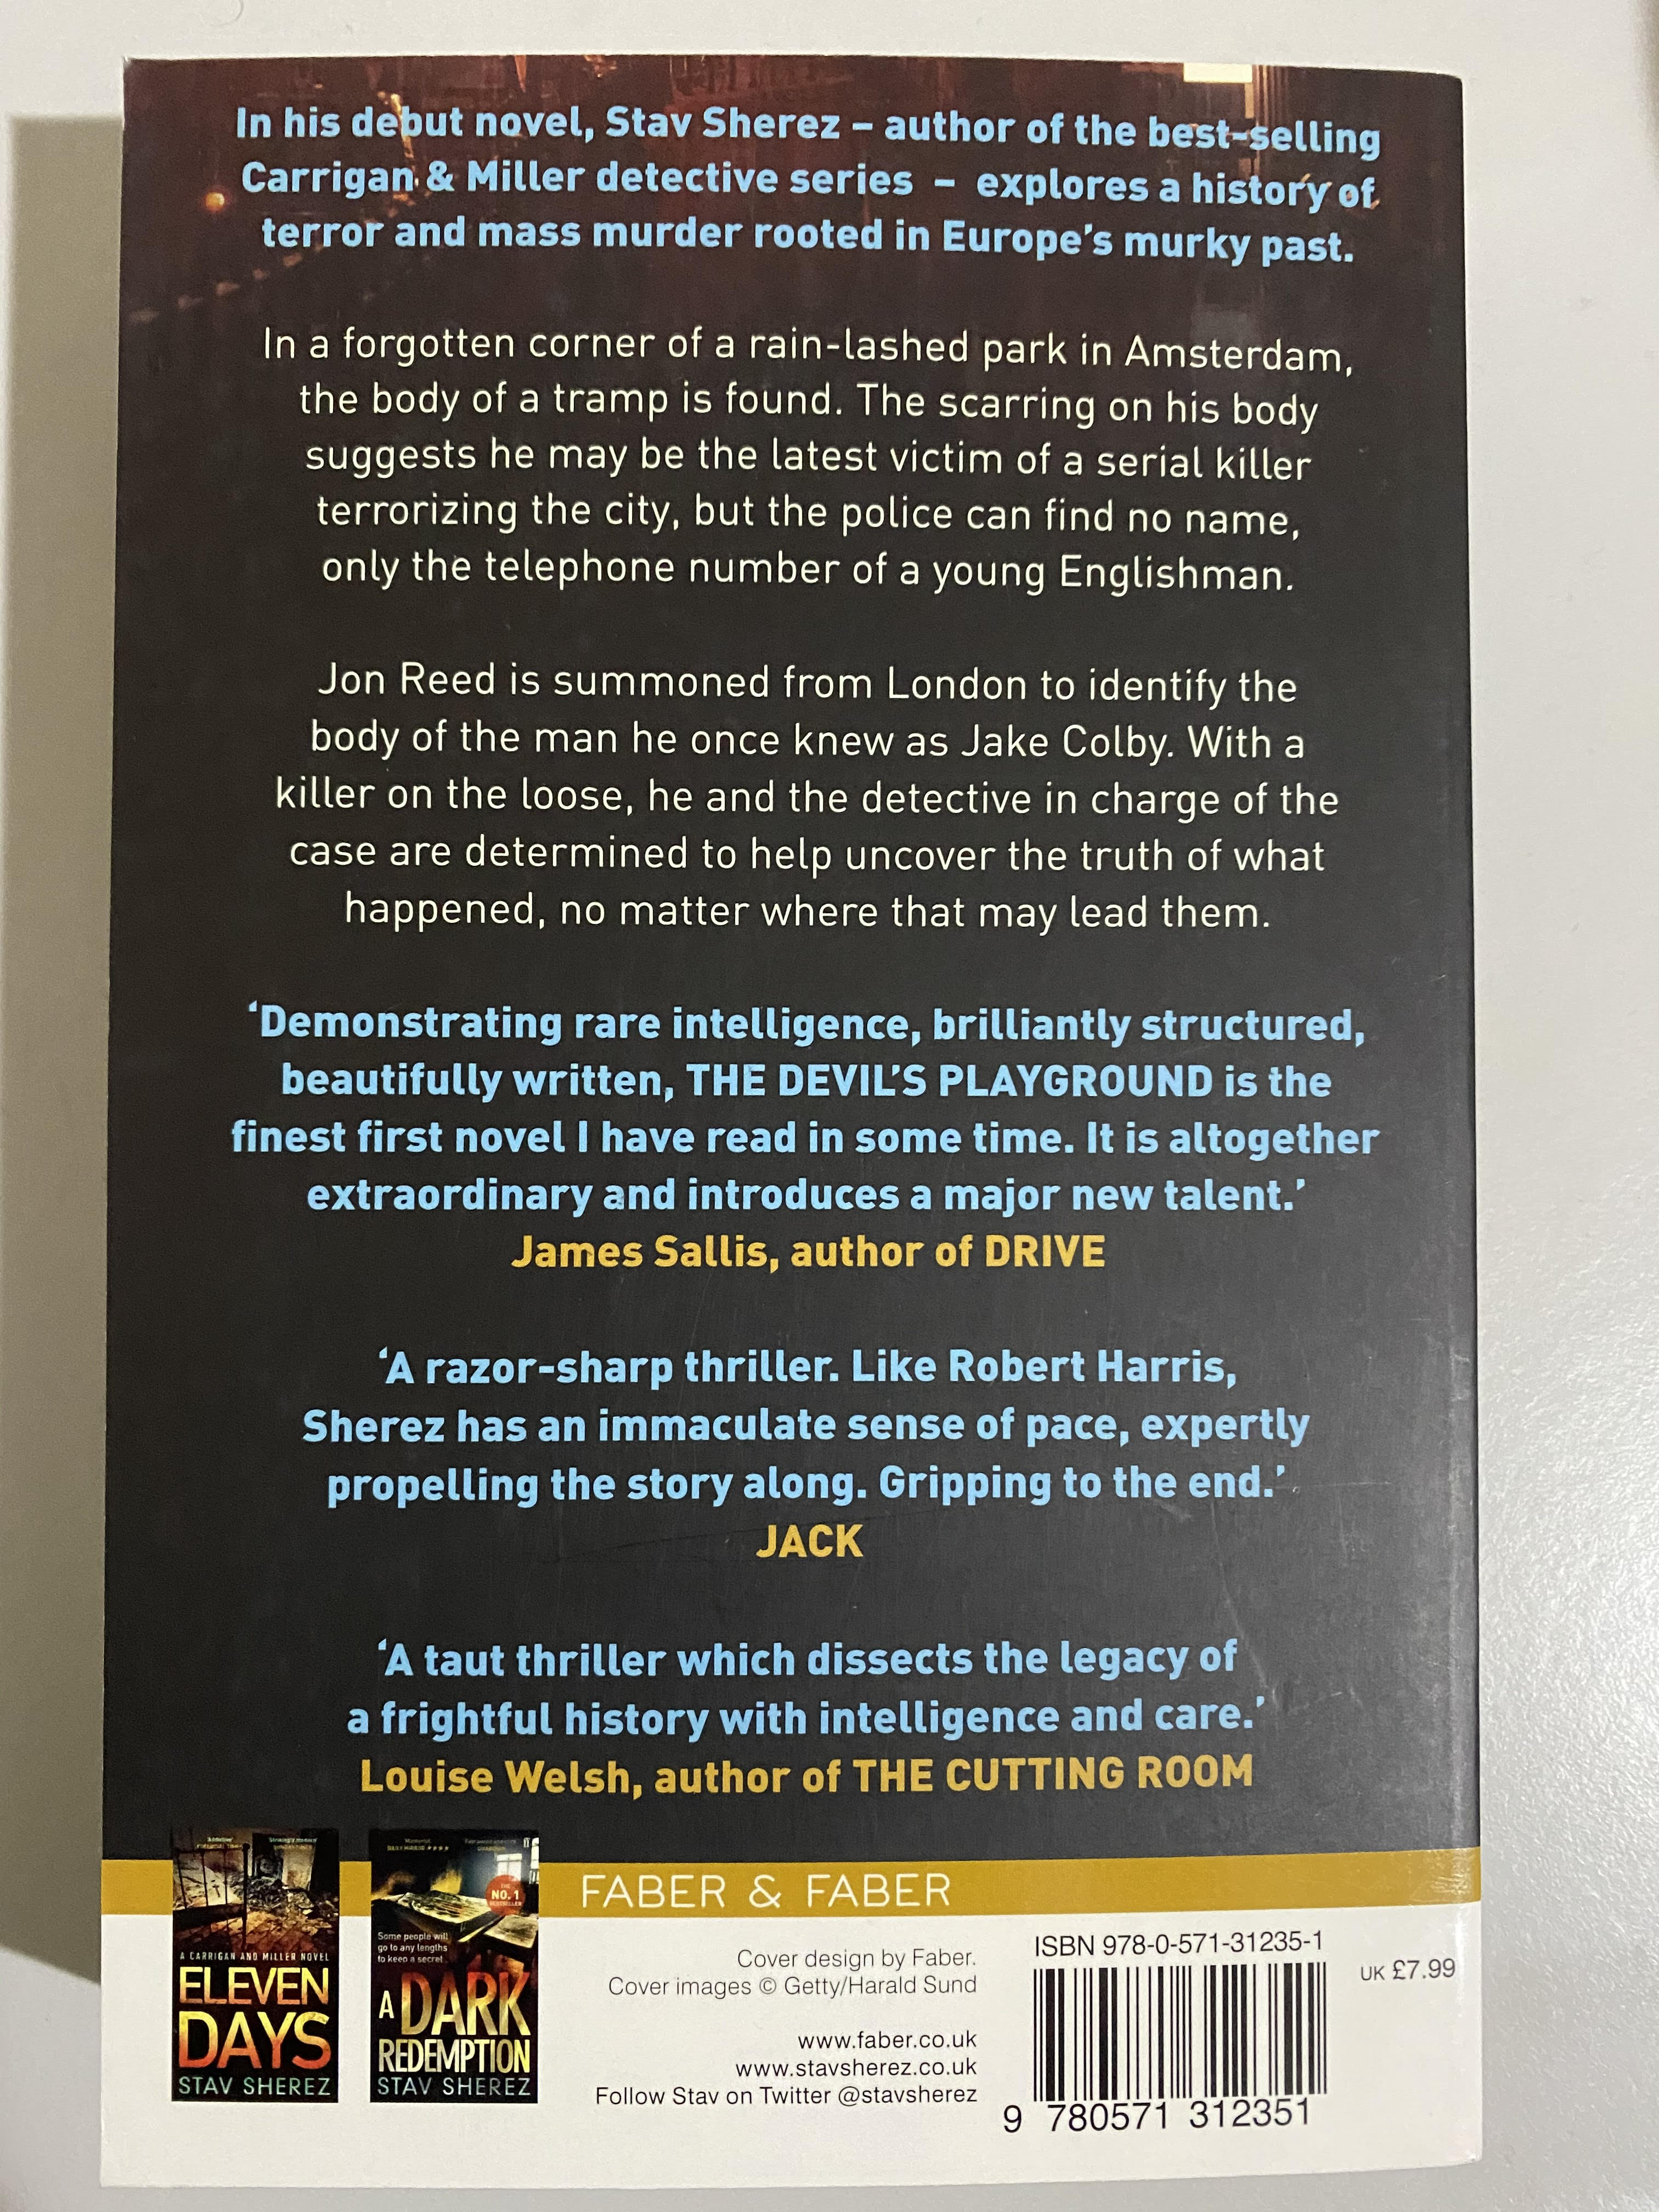 In his debut novel, Stav Sherez – author of the best-selling
Carrigan & Miller detective series – explores a history of
terror and mass murder rooted in Europe's murky past.
In a forgotten corner of a rain-lashed park in Amsterdam,
the body of a tramp is found. The scarring on his body
suggests he may be the latest victim of a serial killer
terrorizing the city, but the police can find no name,
only the telephone number of a young Englishman.
Jon Reed is summoned from London to identify the
body of the man he once knew as Jake Colby. With a
killer on the loose, he and the detective in charge of the
case are determined to help uncover the truth of what
happened, no matter where that may lead them.
‘Demonstrating rare intelligence, brilliantly structured,
beautifully written, THE DEVIL’S PLAYGROUND is the
finest first novel I have read in some time. It is altogether
extraordinary and introduces a major new talent.’
James Sallis, author of DRIVE
‘A razor-sharp thriller. Like Robert Harris,
Sherez has an immaculate sense of pace, expertly
propelling the story along. Gripping to the end.’
JACK
‘A taut thriller which dissects the legacy of
a frightful history with intelligence and care.’
Louise Welsh, author of THE CUTTING ROOM
A CARRIGAN AND MILLER NOVEL
ELEVEN
DAYS
STAV SHEREZ
NO. 1
Some people will
go to any lengths
to keep a secret
A DARK
REDEMPTION
STAV SHEREZ
FABER & FABER
Cover design by Faber.
Cover images © Getty/Harald Sund
www.faber.co.uk
www.stavsherez.co.uk
Follow Stav on Twitter @stavsherez
ISBN 978-0-571-31235-1
UK £7.99
9 780571 312351